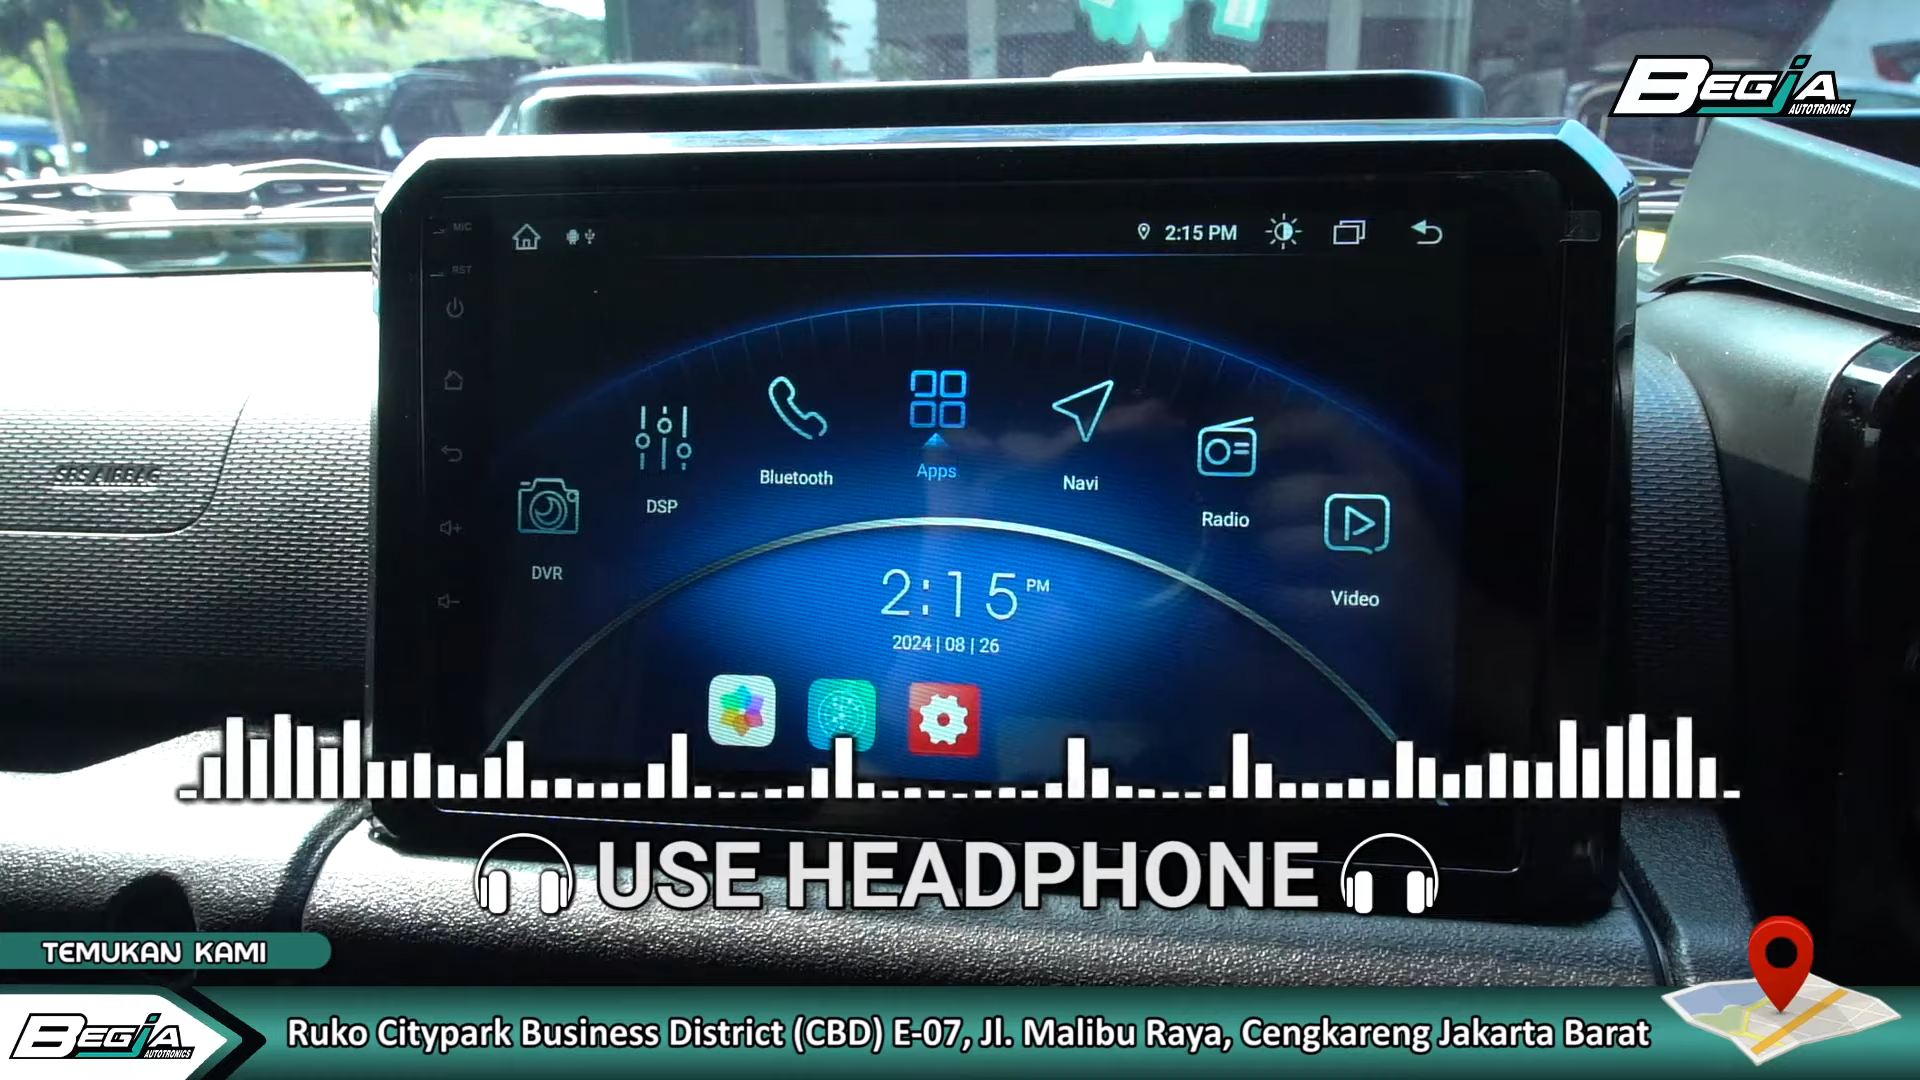 BEGJA
AUTOTRONICS
MIC
RST
2:15 PM
SRS AIRBAG
Apps
Bluetooth
Navi
DSP
Radio
DVR
Video
2:15 PM
2024 | 08 | 26
USE HEADPHONE
TEMUKAN KAMI
BEGJA
AUTOTRONICS
Ruko Citypark Business District (CBD) E-07, Jl. Malibu Raya, Cengkareng Jakarta Barat